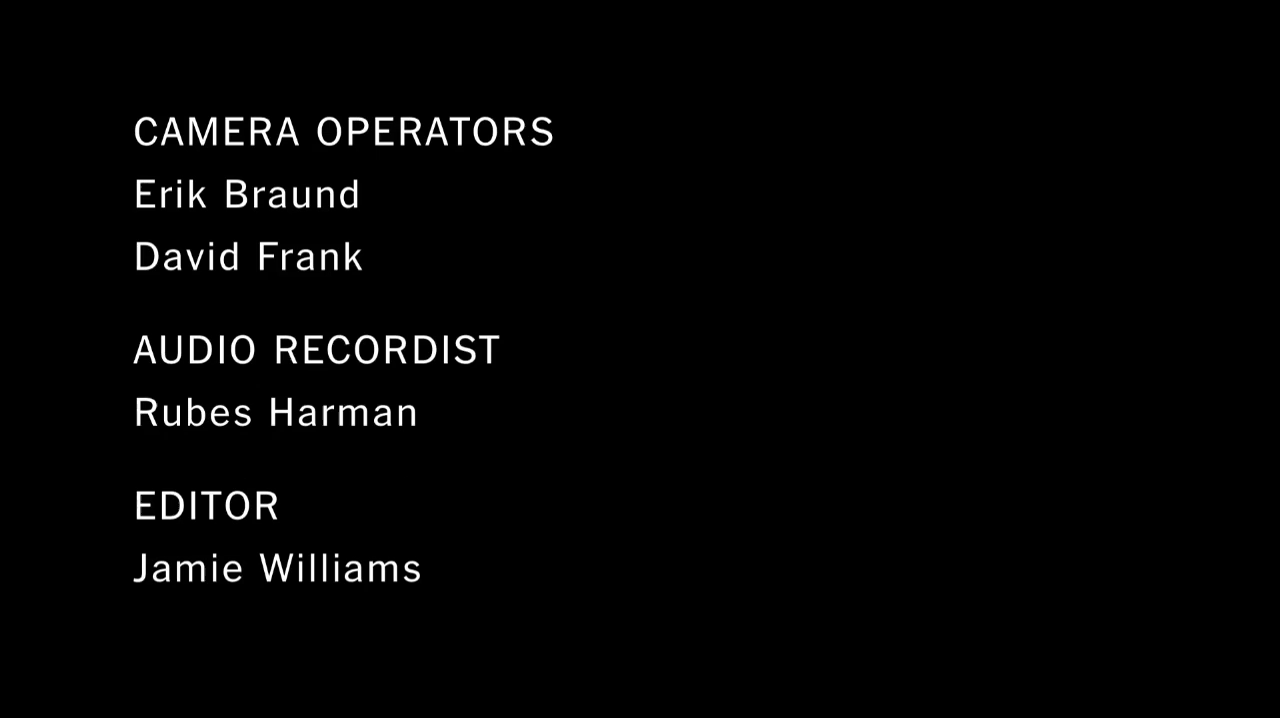 CAMERA OPERATORS
Erik Braund
David Frank
AUDIO RECORDIST
Rubes Harman
EDITOR
Jamie Williams